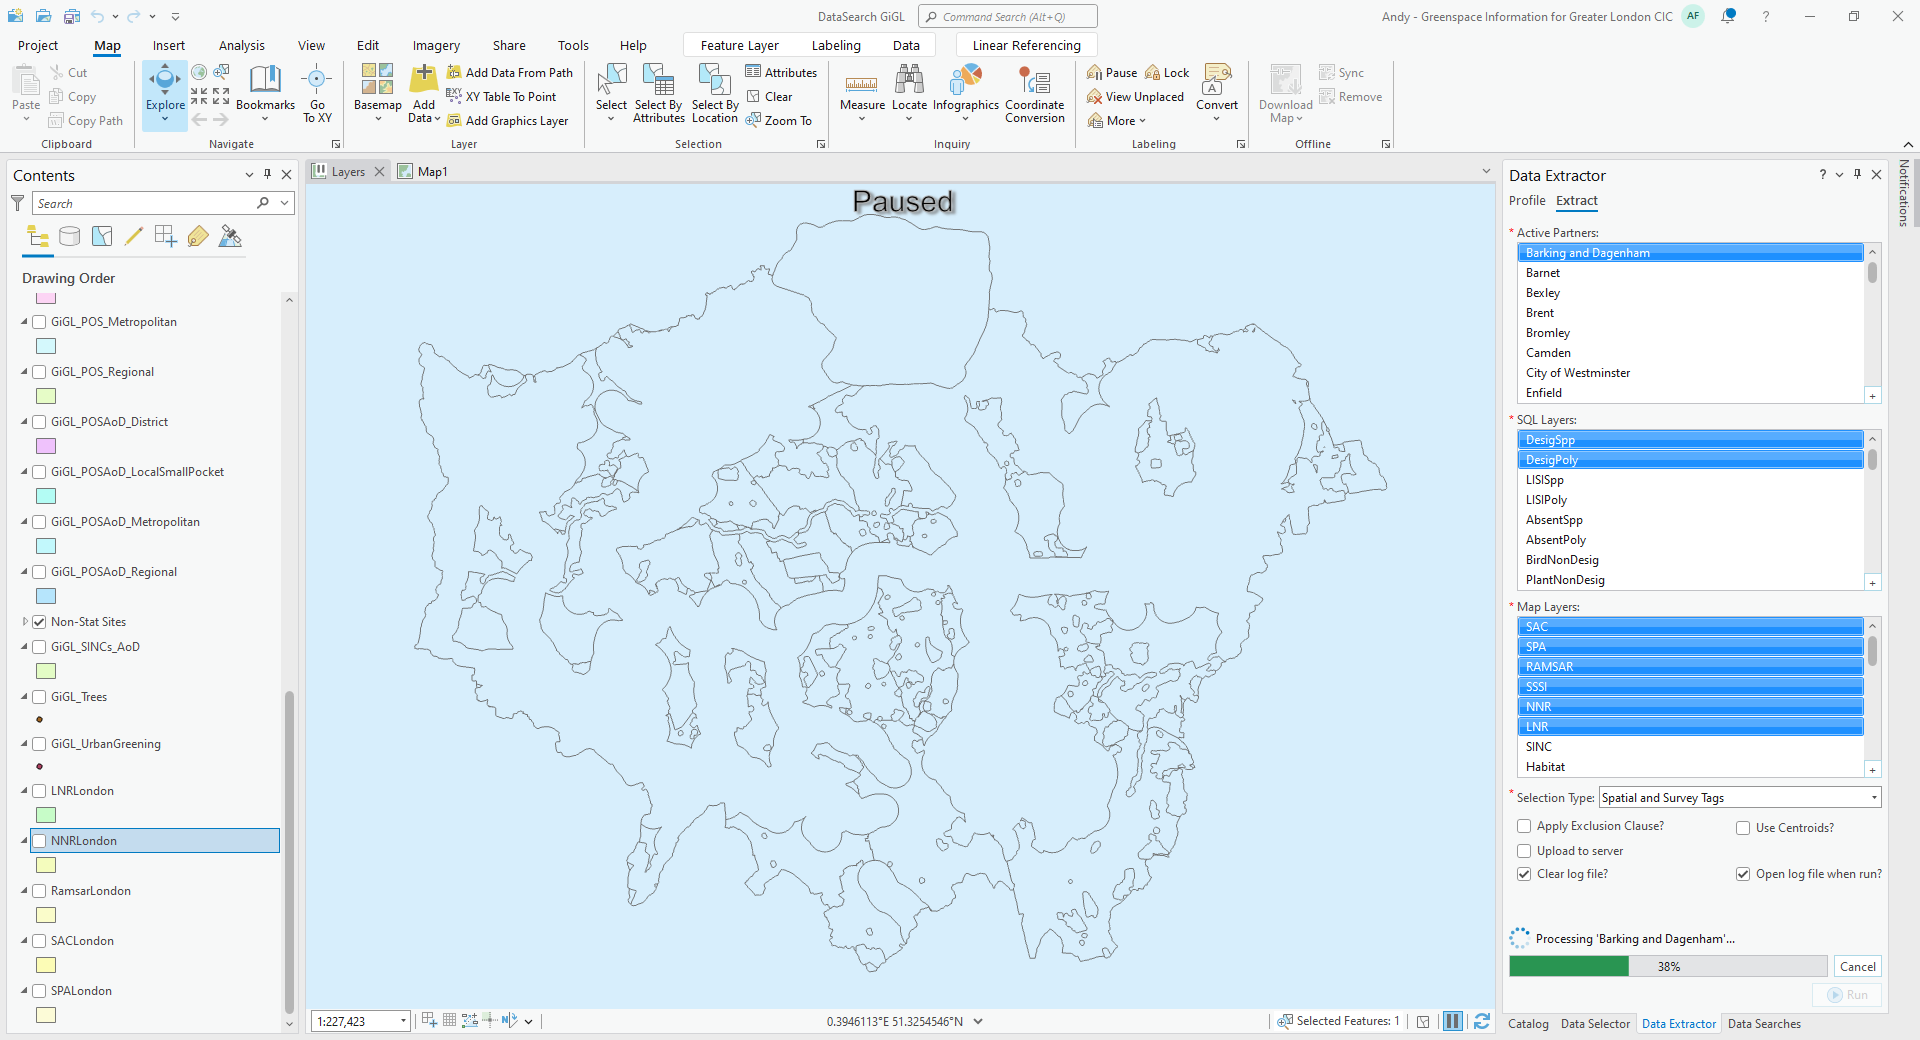 DataSearch GiGL
Command Search (Alt+Q)
Andy - Greenspace Information for Greater London CIC
AF
?
Project
Map
Insert
Analysis
View
Edit
Imagery
Share
Tools
Help
Feature Layer
Labeling
Data
Linear Referencing
Paste
Cut
Copy
Copy Path
Clipboard
Explore
Bookmarks
Go To XY
Navigate
Basemap
Add Data
Add Data From Path
XY Table To Point
Add Graphics Layer
Layer
Select
Select By Attributes
Select By Location
Attributes
Clear
Zoom To
Selection
Measure
Locate
Infographics
Coordinate Conversion
Inquiry
Pause
Lock
View Unplaced
More
Convert
Labeling
Download Map
Sync
Remove
Offline
Contents
Search
Drawing Order
GiGL_POS_Metropolitan
GiGL_POS_Regional
GiGL_POSAoD_District
GiGL_POSAoD_LocalSmallPocket
GiGL_POSAoD_Metropolitan
GiGL_POSAoD_Regional
Non-Stat Sites
GiGL_SINCs_AoD
GiGL_Trees
GiGL_UrbanGreening
LNRLondon
NNRLondon
RamsarLondon
SACLondon
SPALondon
Layers
Map1
Paused
1:227,423
0.3946113°E 51.3254546°N
Selected Features: 1
Data Extractor
?
Profile
Extract
* Active Partners:
Barking and Dagenham
Barnet
Bexley
Brent
Bromley
Camden
City of Westminster
Enfield
+
* SQL Layers:
DesigSpp
DesigPoly
LISISpp
LISIPoly
AbsentSpp
AbsentPoly
BirdNonDesig
PlantNonDesig
+
* Map Layers:
SAC
SPA
RAMSAR
SSSI
NNR
LNR
SINC
Habitat
+
* Selection Type: Spatial and Survey Tags
Apply Exclusion Clause?
Use Centroids?
Upload to server
Clear log file?
Open log file when run?
Processing 'Barking and Dagenham'...
38%
Cancel
Run
Catalog
Data Selector
Data Extractor
Data Searches
Notifications